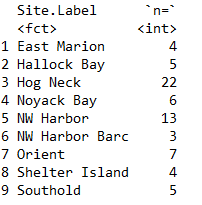 Site.Label `n=`
<fct> <int>
1 East Marion 4
2 Hallock Bay 5
3 Hog Neck 22
4 Noyack Bay 6
5 NW Harbor 13
6 NW Harbor Barc 3
7 Orient 7
8 Shelter Island 4
9 Southold 5